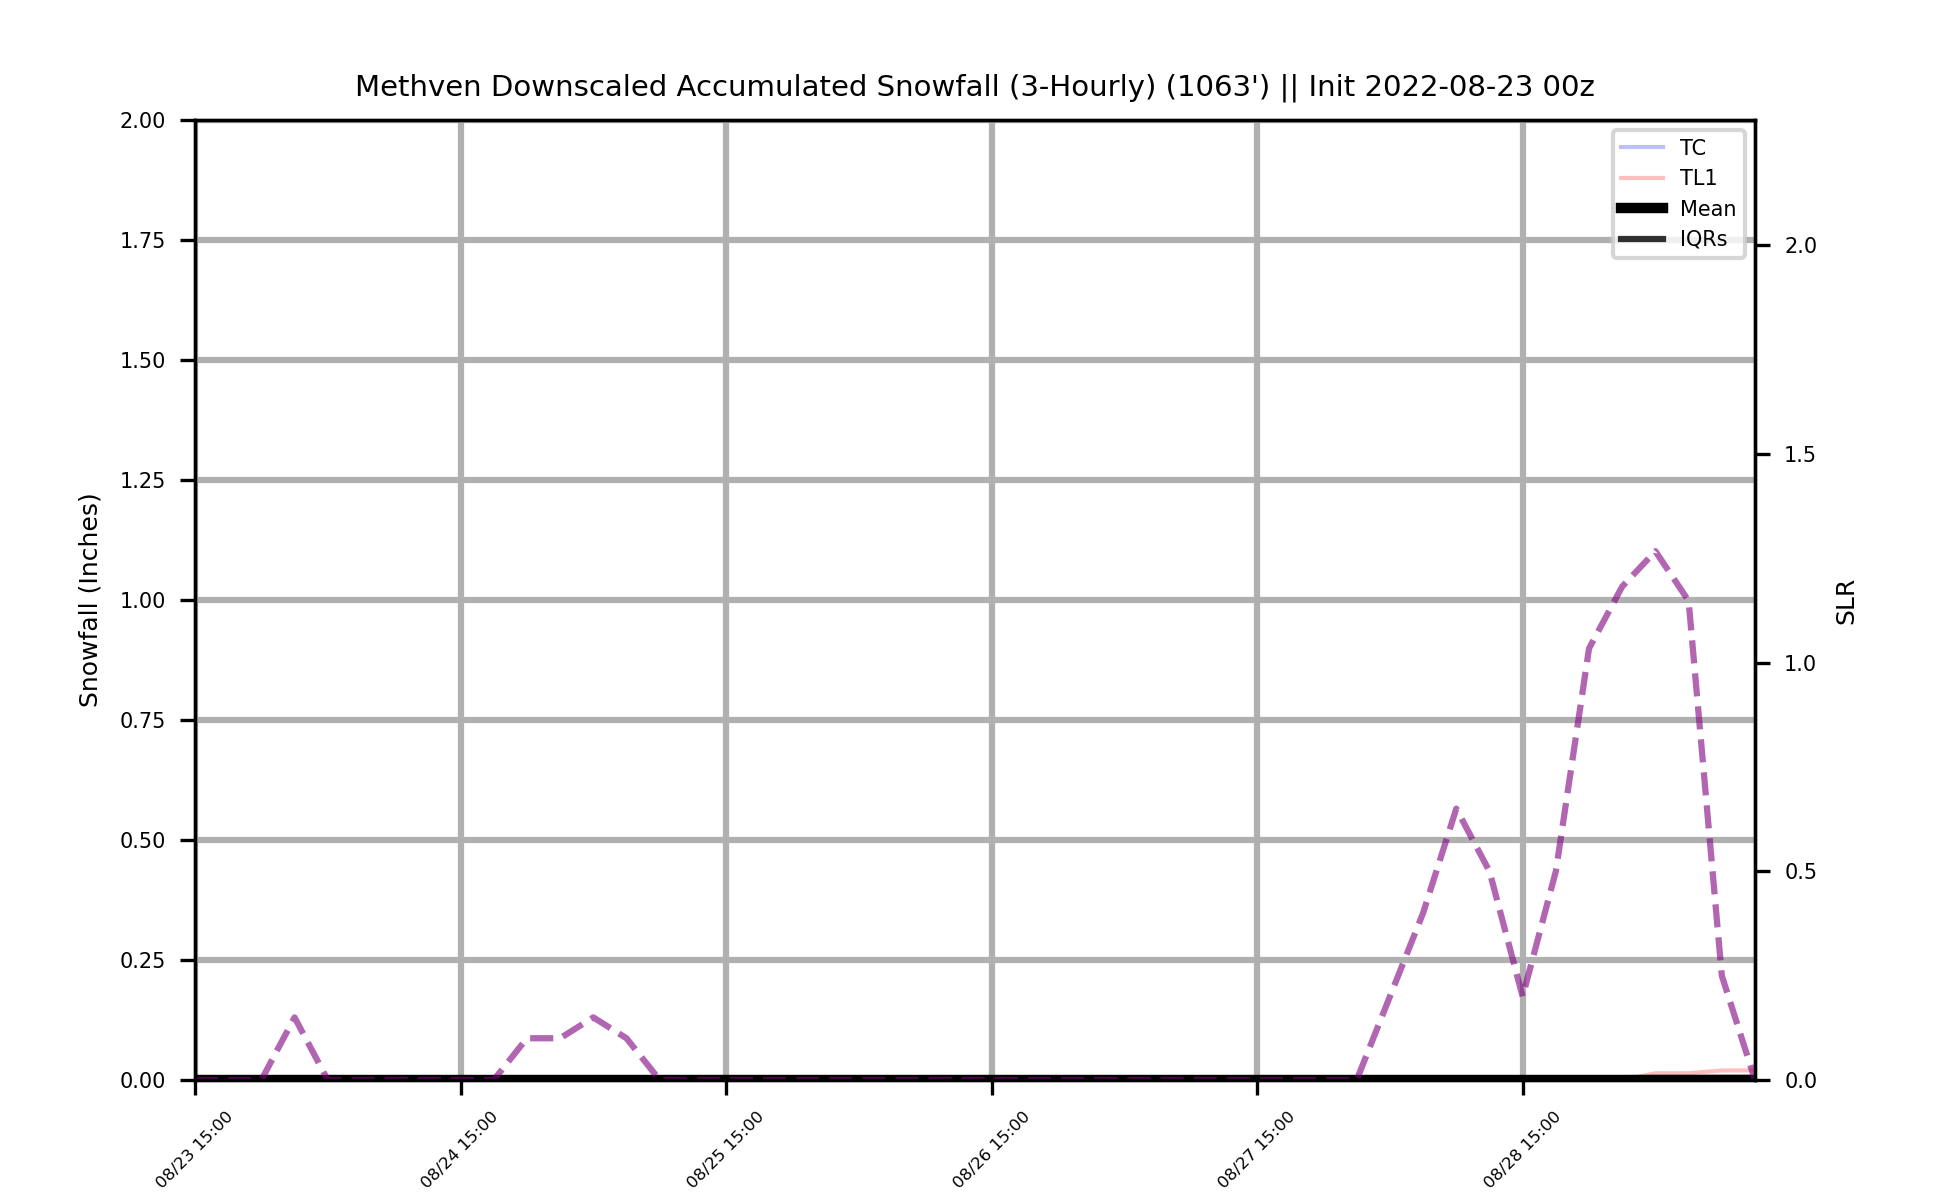 Methven Downscaled Accumulated Snowfall (3-Hourly) (1063') || Init 2022-08-23 00z
TC
TL1
Mean
IQRs
Snowfall (Inches)
2.00
1.75
1.50
1.25
1.00
0.75
0.50
0.25
0.00
SLR
2.0
1.5
1.0
0.5
0.0
08/23 15:00
08/24 15:00
08/25 15:00
08/26 15:00
08/27 15:00
08/28 15:00